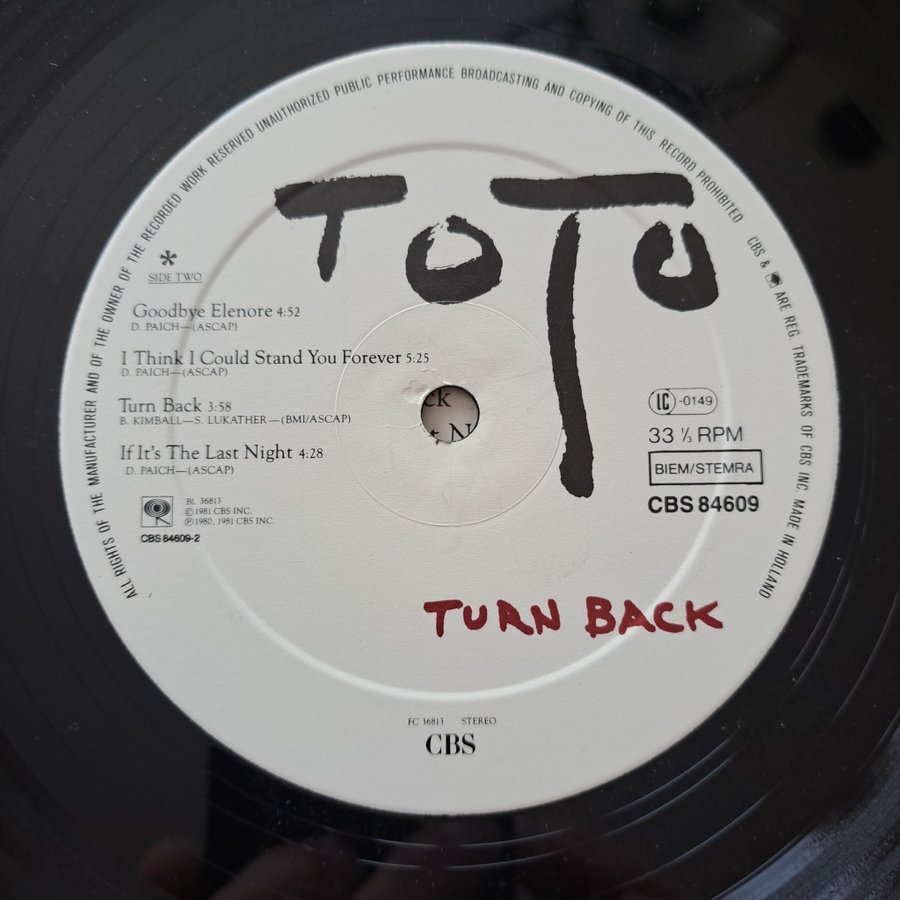 ALL RIGHTS OF THE MANUFACTURER AND OF THE OWNER OF THE RECORDED WORK RESERVED UNAUTHORIZED PUBLIC PERFORMANCE BROADCASTING AND COPYING OF THIS RECORD PROHIBITED CBS & ARE REG. TRADEMARKS OF CBS INC. MADE IN HOLLAND
TOTO
*
SIDE TWO
Goodbye Elenore 4:52
D. PAICH—(ASCAP)
I Think I Could Stand You Forever 5:25
D. PAICH—(ASCAP)
Turn Back 3:58
B. KIMBALL—S. LUKATHER—(BMI/ASCAP)
If It's The Last Night 4:28
D. PAICH—(ASCAP)
BL 36813
© 1981 CBS INC.
℗ 1980, 1981 CBS INC.
CBS 84609-2
ck
t N
LC -0149
33 ⅓ RPM
BIEM/STEMRA
CBS 84609
TURN BACK
FC 36813 STEREO
CBS